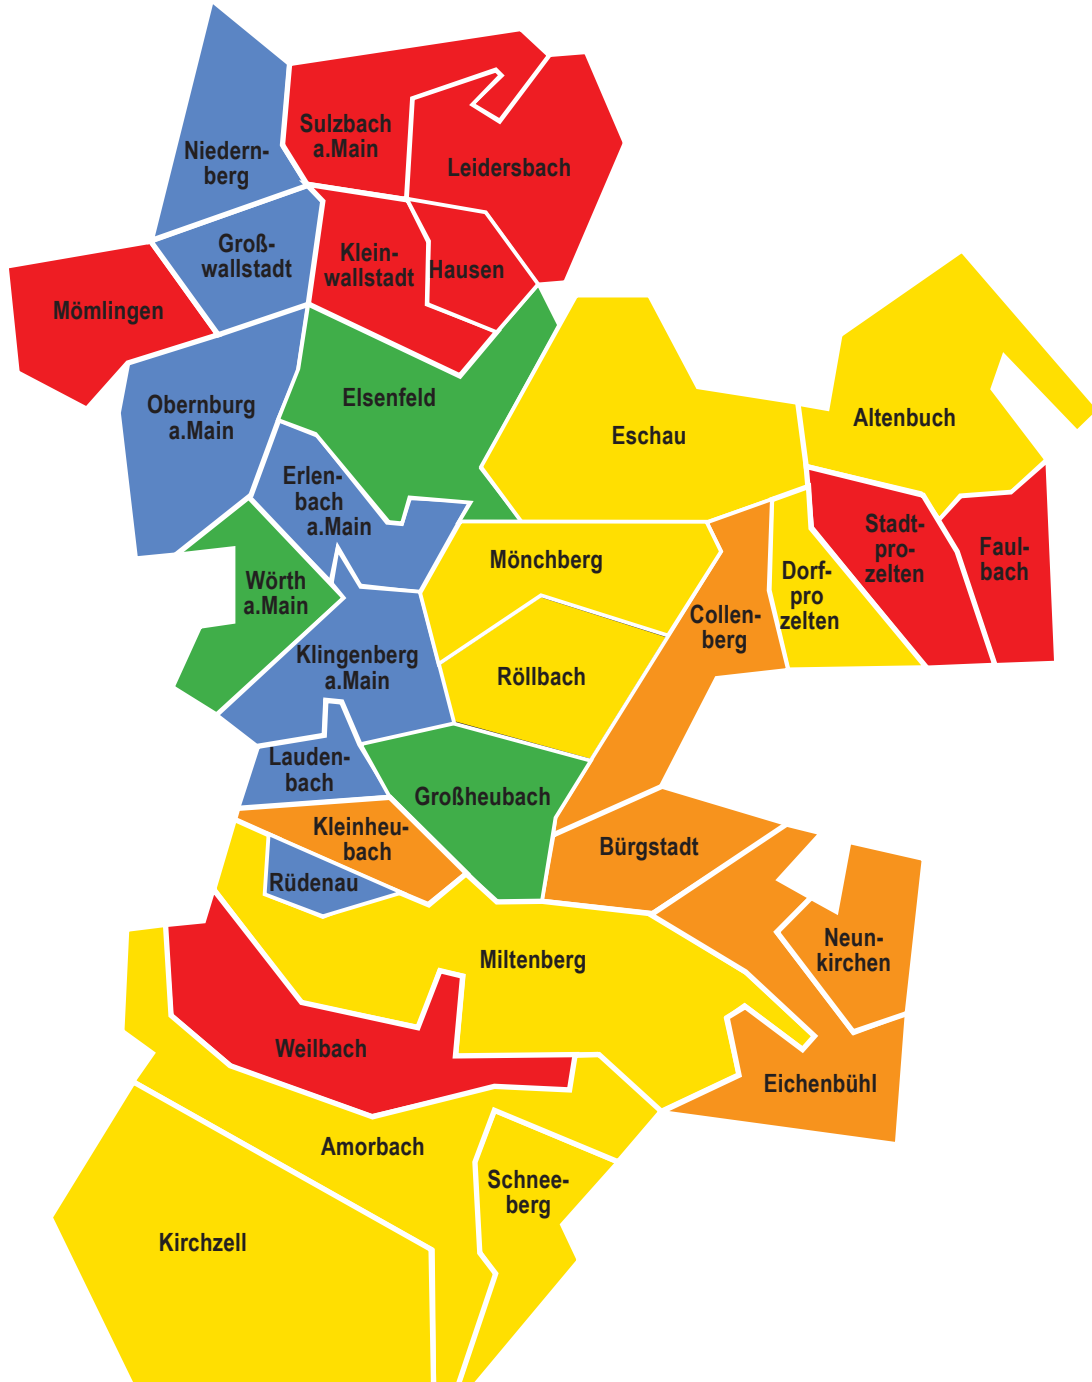 Sulzbach
a.Main
Niedern-
berg
Leidersbach
Groß-
wallstadt
Klein-
wallstadt
Hausen
Mömlingen
Elsenfeld
Obernburg
a.Main
Eschau
Altenbuch
Erlen-
bach
a.Main
Stadt-
pro-
zelten
Faul-
bach
Mönchberg
Dorf-
pro
zelten
Wörth
a.Main
Collen-
berg
Klingenberg
a.Main
Röllbach
Lauden-
bach
Großheubach
Kleinheu-
bach
Bürgstadt
Rüdenau
Neun-
kirchen
Miltenberg
Weilbach
Eichenbühl
Amorbach
Schnee-
berg
Kirchzell